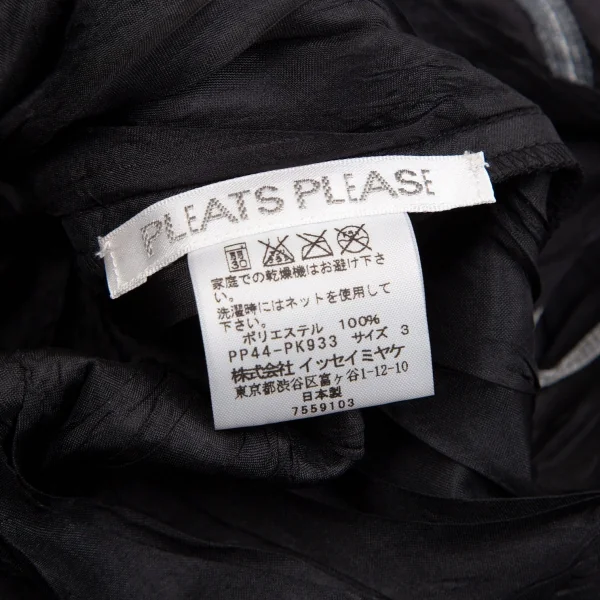 PLEATS PLEASE
家庭での乾燥機はお避け下さ
い。
洗濯時にはネットを使用して
下さい。
ポリエステル 100%
PP44-PK933 サイズ 3
株式会社イッセイミヤケ
東京都渋谷区富ヶ谷1-12-10
日本製
7559103